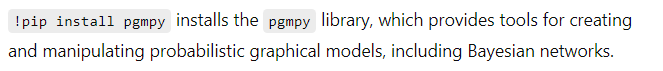 !pip install pgmpy installs the pgmpy library, which provides tools for creating
and manipulating probabilistic graphical models, including Bayesian networks.